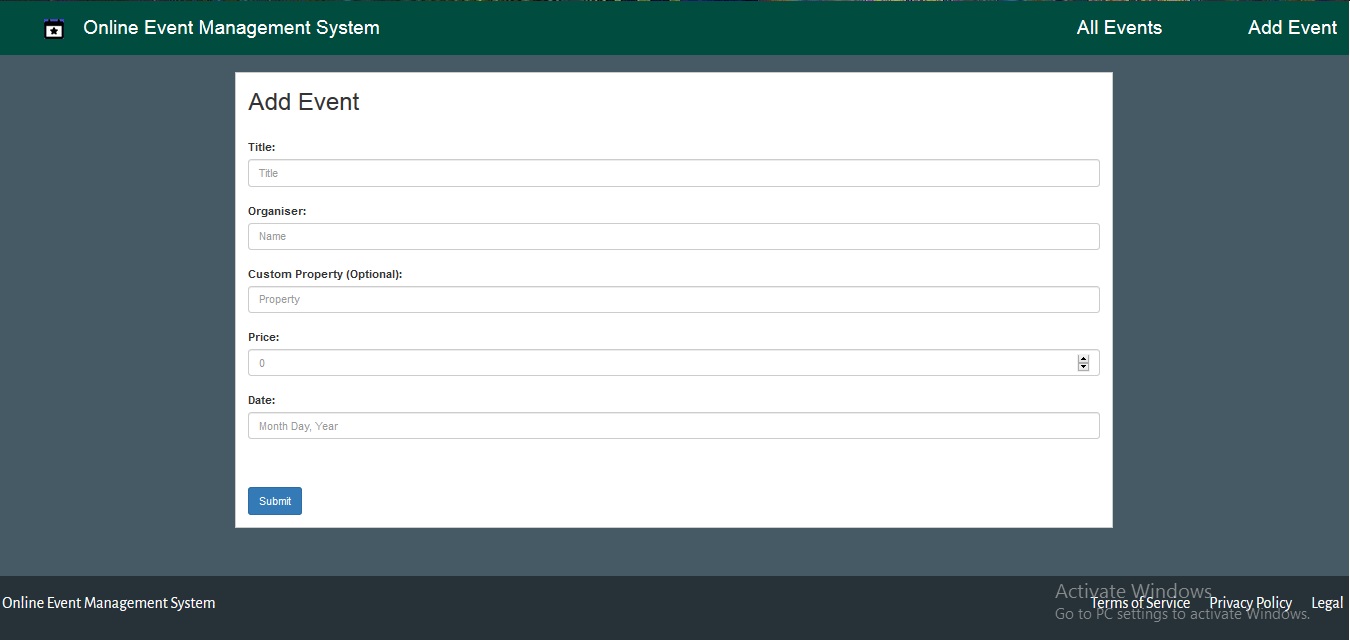 Online Event Management System
All Events
Add Event
Add Event
Title:
Title
Organiser:
Name
Custom Property (Optional):
Property
Price:
0
Date:
Month Day, Year
Submit
Online Event Management System
Terms of Service
Privacy Policy
Legal
Activate Windows
Go to PC settings to activate Windows.